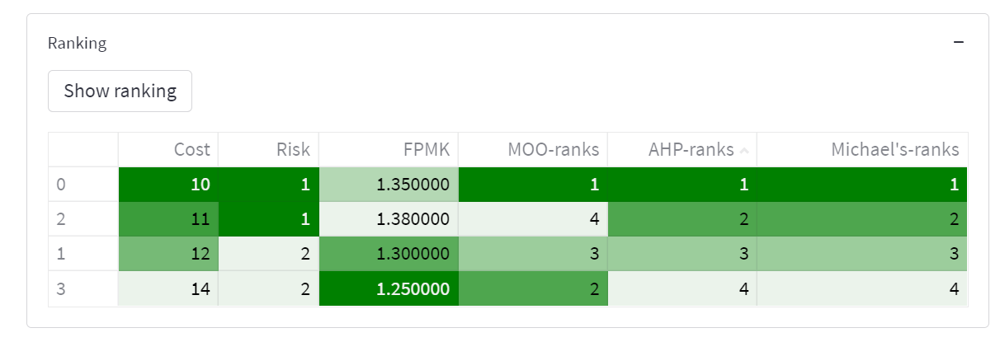 Ranking
Show ranking
Cost Risk FPMK MOO-ranks AHP-ranks Michael's-ranks
0 10 1 1.350000 1 1 1
2 11 1 1.380000 4 2 2
1 12 2 1.300000 3 3 3
3 14 2 1.250000 2 4 4